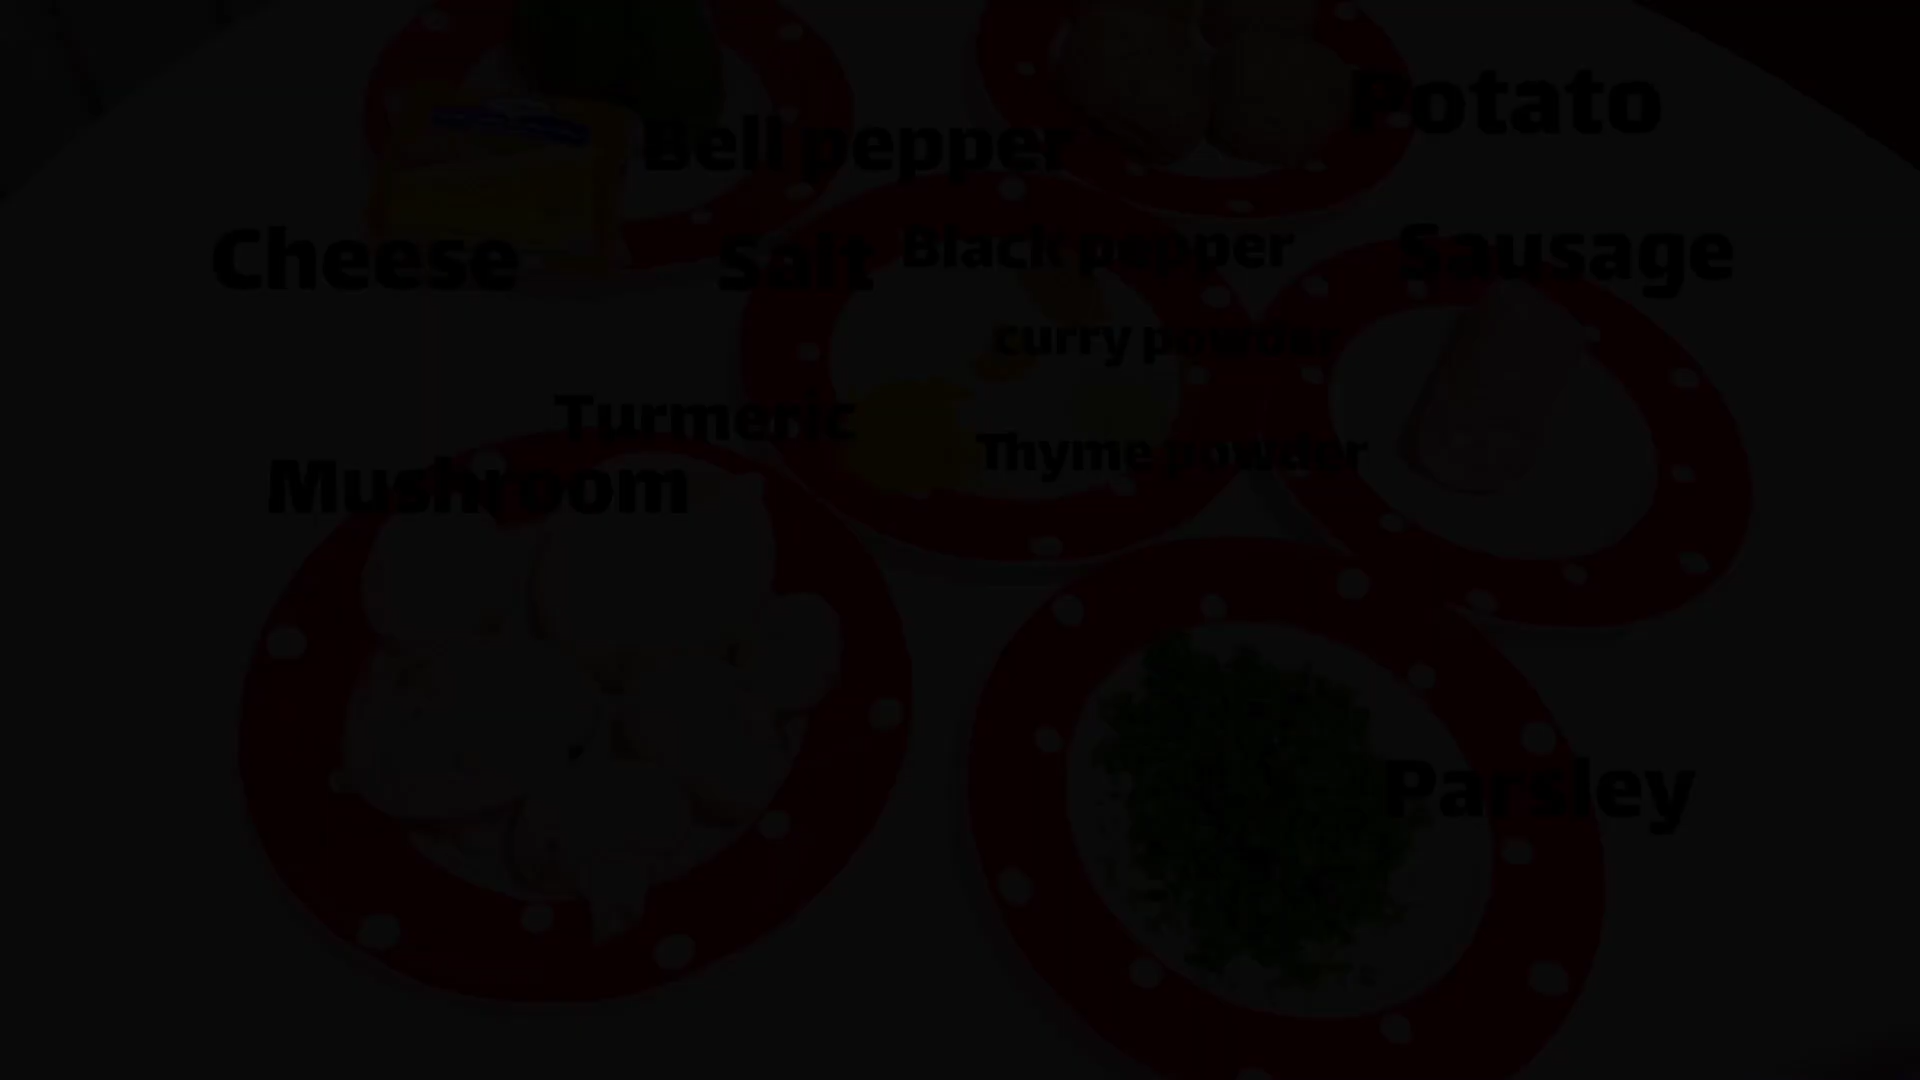 Potato
Bell pepper
Cheese
Salt
Black pepper
Sausage
curry powder
Turmeric
Thyme powder
Mushroom
Parsley